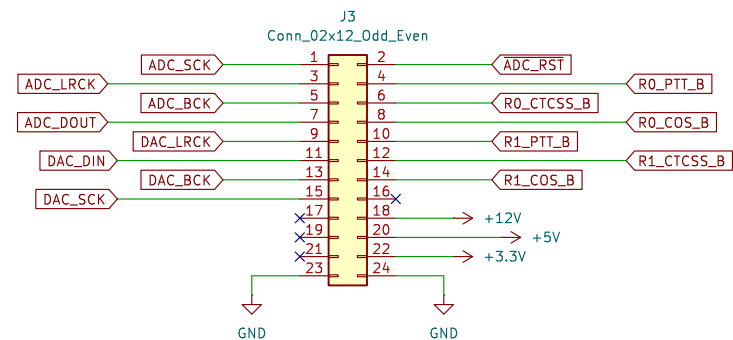 J3
Conn_02x12_Odd_Even
ADC_SCK 1 2 ADC_RST
ADC_LRCK 3 4 R0_PTT_B
ADC_BCK 5 6 R0_CTCSS_B
ADC_DOUT 7 8 R0_COS_B
DAC_LRCK 9 10 R1_PTT_B
DAC_DIN 11 12 R1_CTCSS_B
DAC_BCK 13 14 R1_COS_B
DAC_SCK 15 16
17 18 +12V
19 20 +5V
21 22 +3.3V
23 24
GND GND